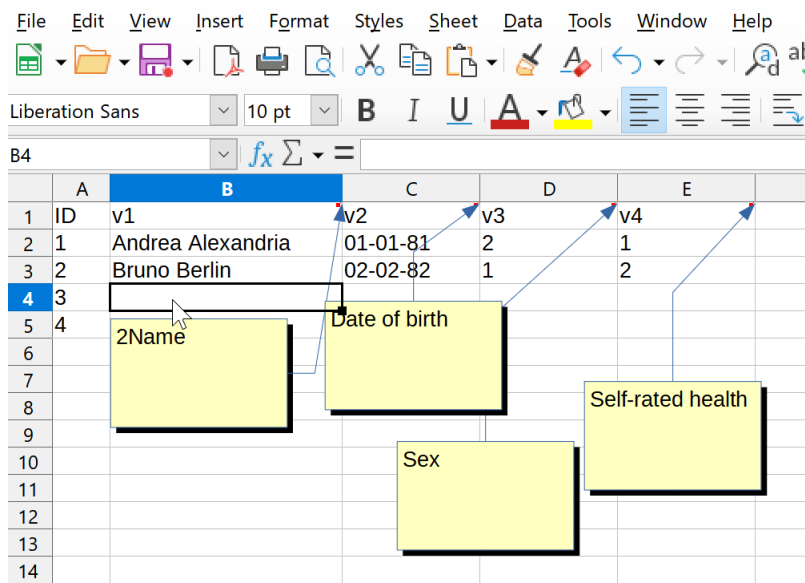 File Edit View Insert Format Styles Sheet Data Tools Window Help
Liberation Sans 10 pt B I U A
B4 fx Σ =
A B C D E
1 ID v1 v2 v3 v4
2 1 Andrea Alexandria 01-01-81 2 1
3 2 Bruno Berlin 02-02-82 1 2
4 3
5 4
2Name
Date of birth
6
7
Self-rated health
8
9
Sex
10
11
12
13
14